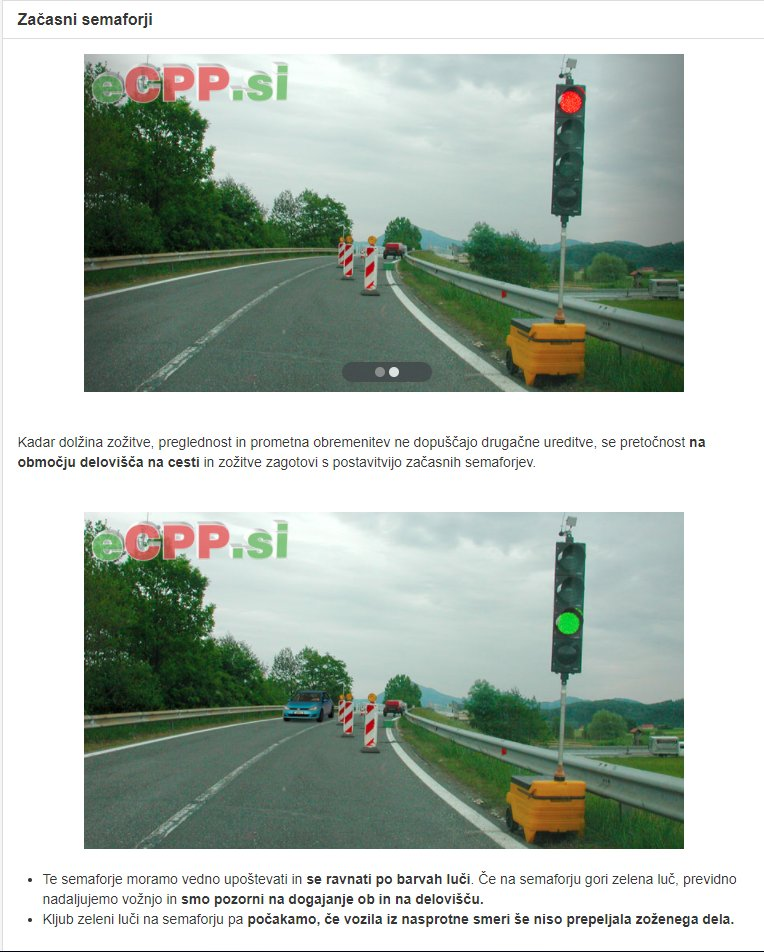 Začasni semaforji
eCPP.si
Kadar dolžina zožitve, preglednost in prometna obremenitev ne dopuščajo drugačne ureditve, se pretočnost na
območju delovišča na cesti in zožitve zagotovi s postavitvijo začasnih semaforjev.
eCPP.si
Te semaforje moramo vedno upoštevati in se ravnati po barvah luči. Če na semaforju gori zelena luč, previdno
nadaljujemo vožnjo in smo pozorni na dogajanje ob in na delovišču.
Kljub zeleni luči na semaforju pa počakamo, če vozila iz nasprotne smeri še niso prepeljala zoženega dela.